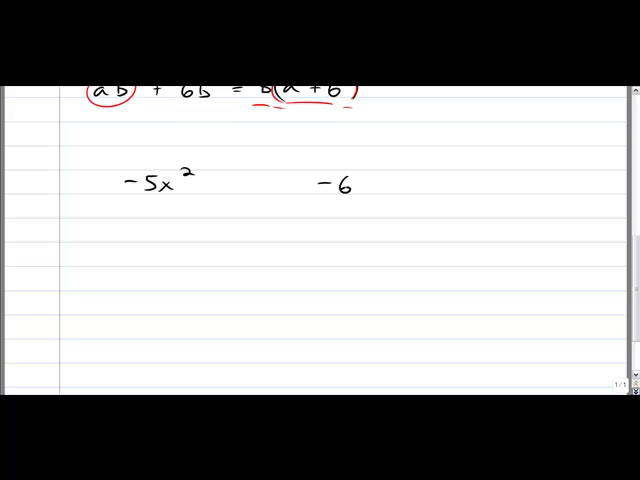 ab + 6b = b(a + 6)
-5x² -6
1/1